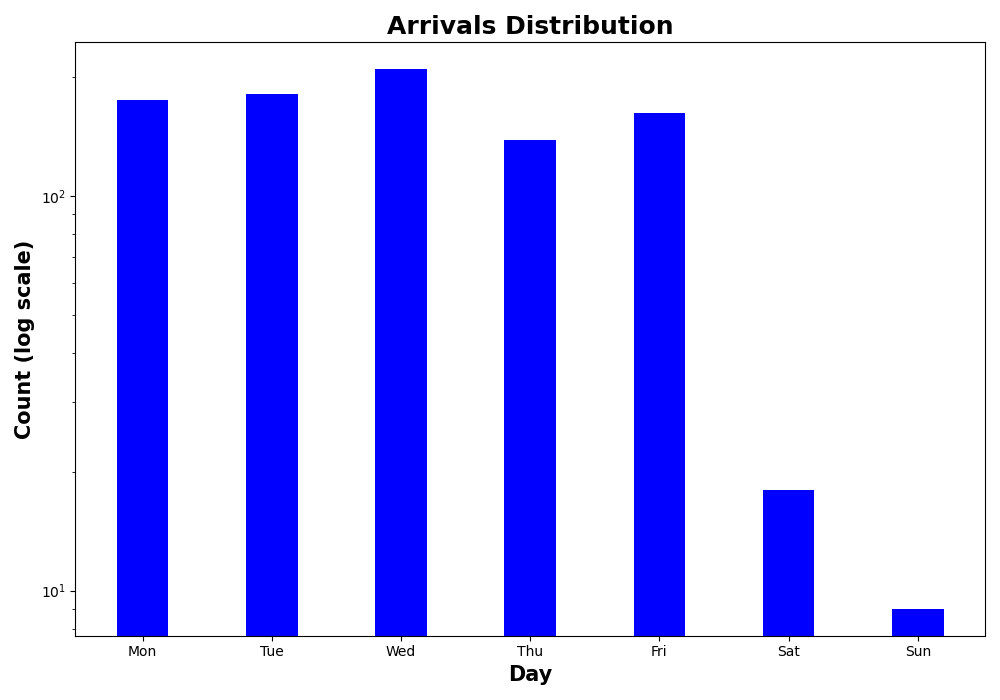 Arrivals Distribution
Count (log scale)
10²
10¹
Mon Tue Wed Thu Fri Sat Sun
Day